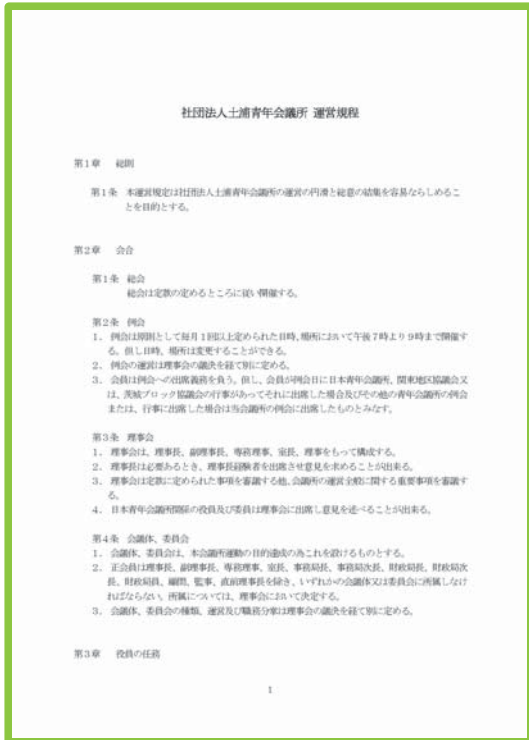 社団法人土浦青年会議所 運営規程
第1章 総則
第1条 本運営規定は社団法人土浦青年会議所の運営の円滑と総意の結集を容易ならしめるこ
とを目的とする。
第2章 会合
第1条 総会
総会は定款の定めるところに従い開催する。
第2条 例会
1. 例会は原則として毎月1回以上定められた日時、場所において午後7時より9時まで開催す
る。但し日時、場所は変更することができる。
2. 例会の運営は理事会の議決を経て別に定める。
3. 会員は例会への出席義務を負う。但し、会員が例会日に日本青年会議所、関東地区協議会又
は、茨城ブロック協議会の行事があってそれに出席した場合及びその他の青年会議所の例会
または、行事に出席した場合は当会議所の例会に出席したものとみなす。
第3条 理事会
1. 理事会は、理事長、副理事長、専務理事、室長、理事をもって構成する。
2. 理事長は必要あるとき、理事長経験者を出席させ意見を求めることが出来る。
3. 理事会は定款に定められた事項を審議する他、会議所の運営全般に関する重要事項を審議す
る。
4. 日本青年会議所関係の役員及び委員は理事会に出席し意見を述べることが出来る。
第4条 会議体、委員会
1. 会議体、委員会は、本会議所運動の目的達成の為これを設けるものとする。
2. 正会員は理事長、副理事長、専務理事、室長、事務局長、事務局次長、財政局長、財政局次
長、財政局員、顧問、監事、直前理事長を除き、いずれかの会議体又は委員会に所属しなけ
ればならない。所属については、理事会において決定する。
3. 会議体、委員会の種類、運営及び職務分掌は理事会の議決を経て別に定める。
第3章 役員の任務
1